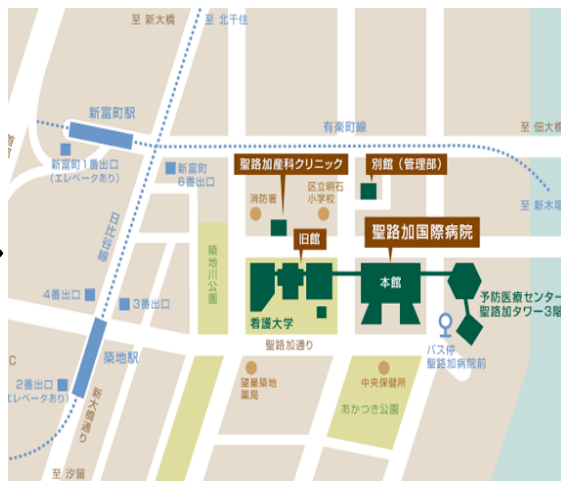 至 新大橋
至 北千住
新富町駅
有楽町線
至 佃大橋
新富町1番出口
(エレベータあり)
新富町
6番出口
聖路加産科クリニック
別館（管理部）
消防署
区立明石
小学校
至 新木場
日比谷線
築地川公園
旧館
聖路加国際病院
本館
看護大学
予防医療センター
聖路加タワー3階
4番出口
3番出口
聖路加通り
バス停
聖路加病院前
築地駅
C
2番出口
エレベータあり)
新大橋通り
望星築地
薬局
中央保健所
あかつき公園
至 汐留